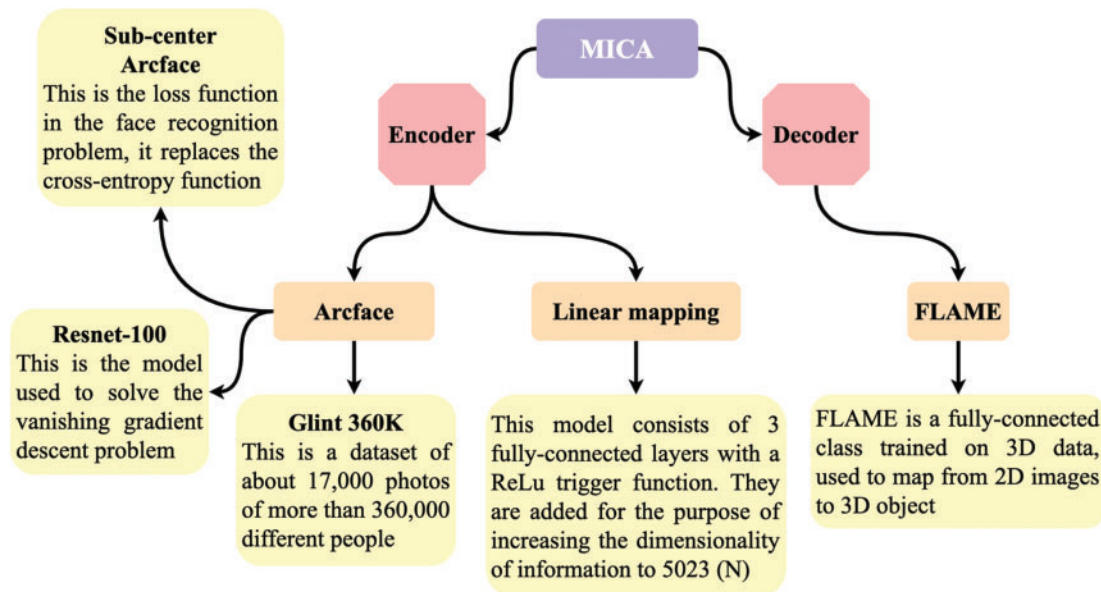 MICA
Encoder
Decoder
Sub-center
Arcface
This is the loss function
in the face recognition
problem, it replaces the
cross-entropy function
Arcface
Linear mapping
FLAME
Resnet-100
This is the model
used to solve the
vanishing gradient
descent problem
Glint 360K
This is a dataset of
about 17,000 photos
of more than 360,000
different people
This model consists of 3
fully-connected layers with a
ReLu trigger function. They
are added for the purpose of
increasing the dimensionality
of information to 5023 (N)
FLAME is a fully-connected
class trained on 3D data,
used to map from 2D images
to 3D object